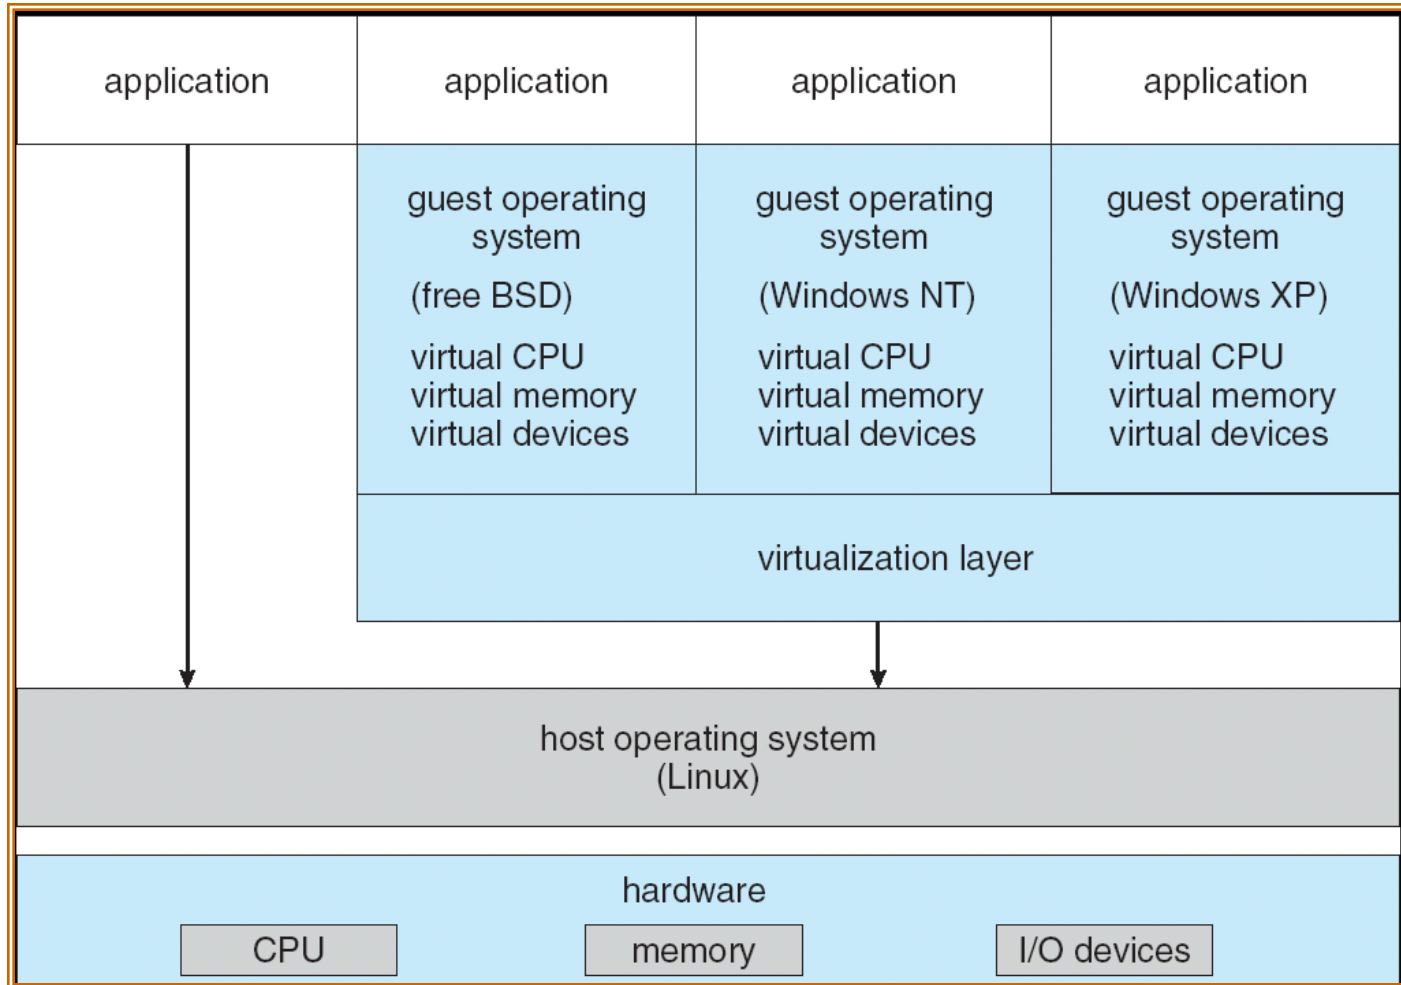 application
application
application
application
guest operating
system
(free BSD)
virtual CPU
virtual memory
virtual devices
guest operating
system
(Windows NT)
virtual CPU
virtual memory
virtual devices
guest operating
system
(Windows XP)
virtual CPU
virtual memory
virtual devices
virtualization layer
host operating system
(Linux)
hardware
CPU
memory
I/O devices